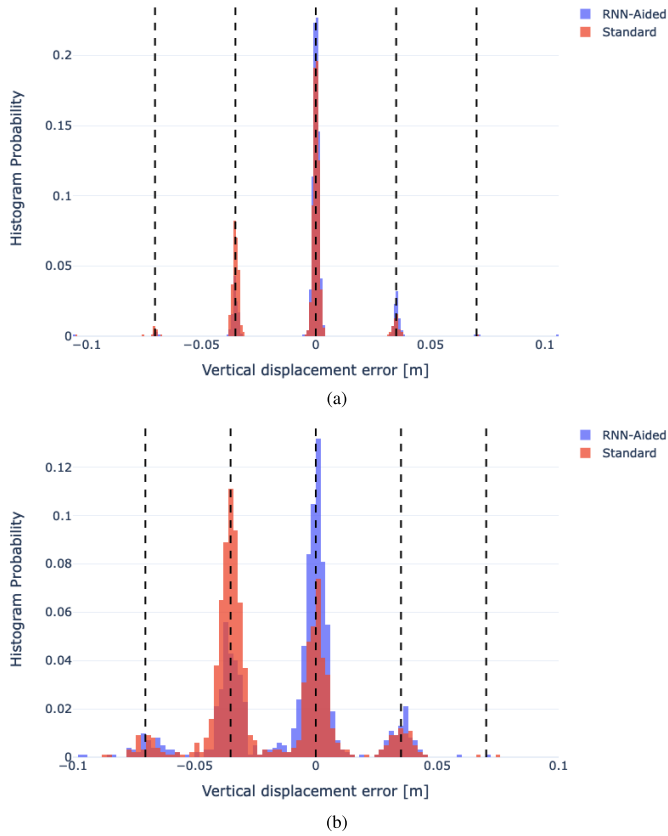 RNN-Aided
Standard
Histogram Probability
0.2
0.15
0.1
0.05
0
−0.1
−0.05
0
0.05
0.1
Vertical displacement error [m]
(a)
RNN-Aided
Standard
Histogram Probability
0.12
0.1
0.08
0.06
0.04
0.02
0
−0.1
−0.05
0
0.05
0.1
Vertical displacement error [m]
(b)